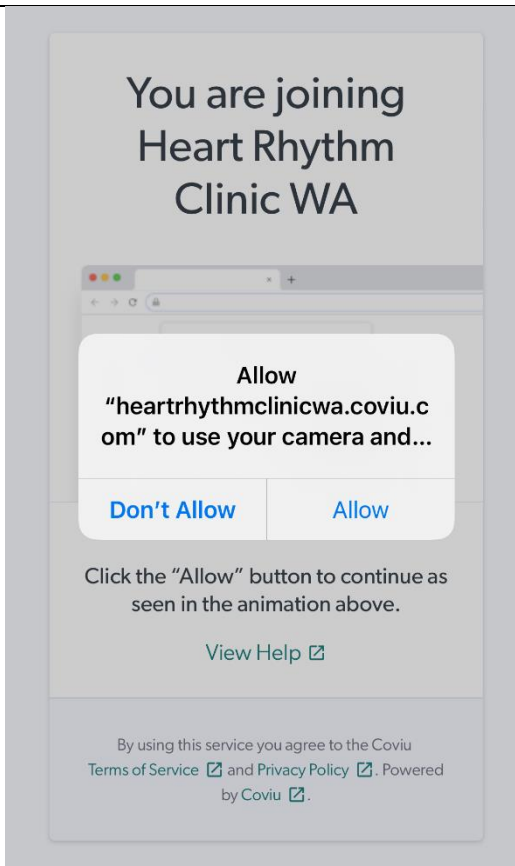 You are joining
Heart Rhythm
Clinic WA
Allow
“heartrhythmclinicwa.coviu.c
om” to use your camera and...
Don’t Allow
Allow
Click the “Allow” button to continue as
seen in the animation above.
View Help
By using this service you agree to the Coviu
Terms of Service and Privacy Policy . Powered
by Coviu .